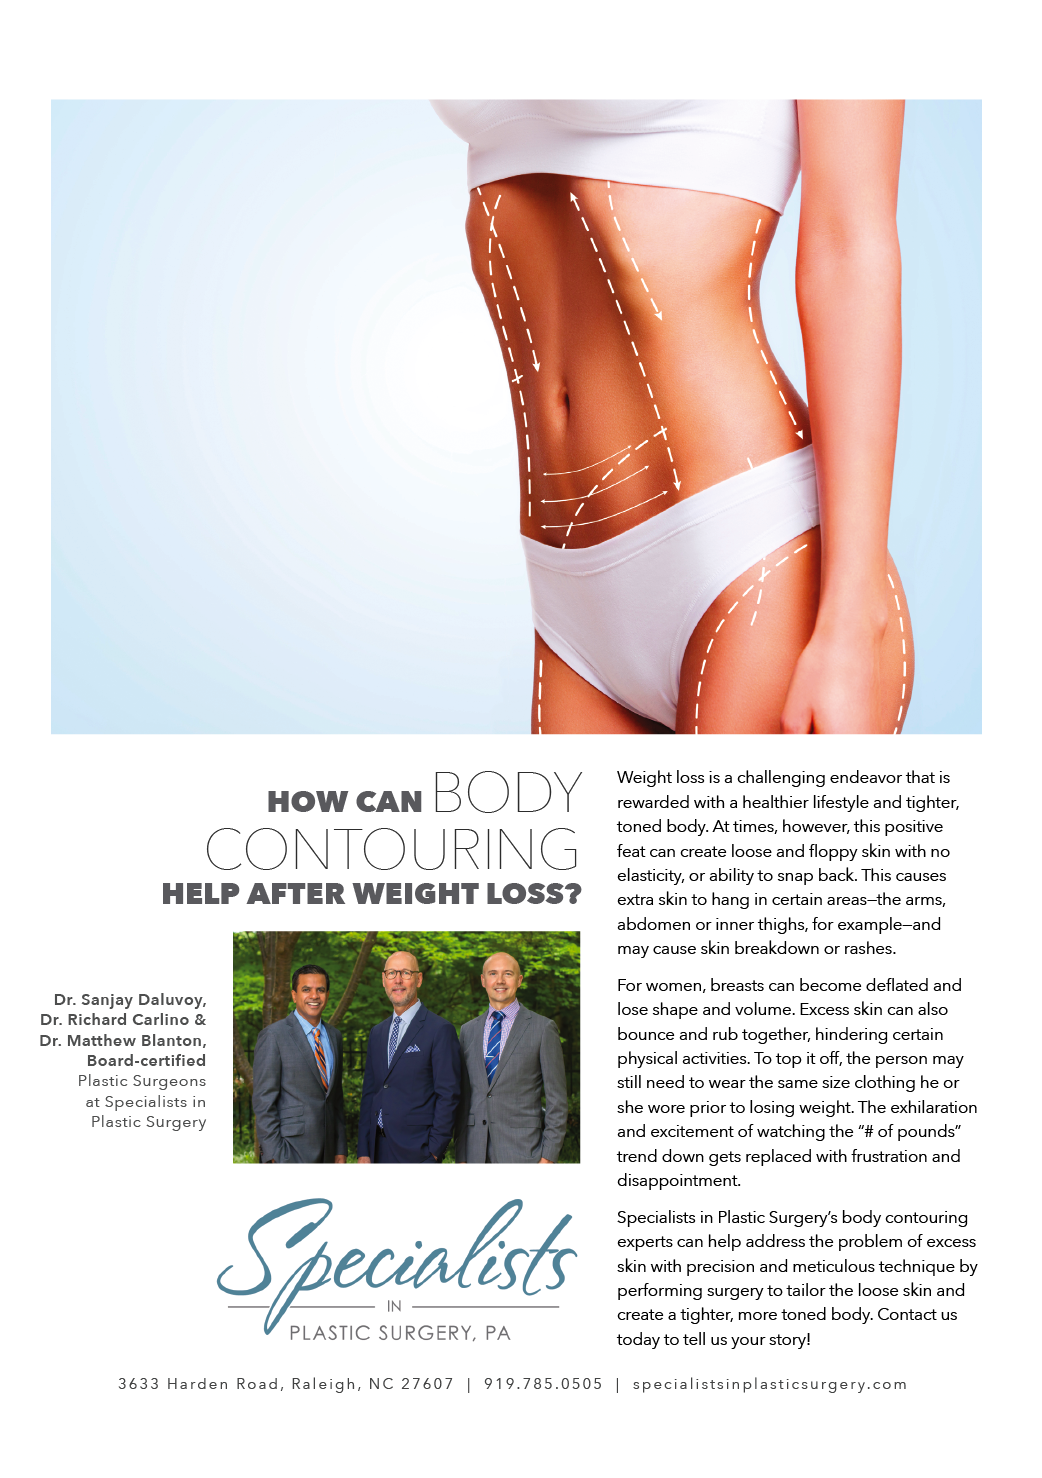 HOW CAN BODY
CONTOURING
HELP AFTER WEIGHT LOSS?
Dr. Sanjay Daluvoy,
Dr. Richard Carlino &
Dr. Matthew Blanton,
Board-certified
Plastic Surgeons
at Specialists in
Plastic Surgery
Specialists
IN
PLASTIC SURGERY, PA
Weight loss is a challenging endeavor that is
rewarded with a healthier lifestyle and tighter,
toned body. At times, however, this positive
feat can create loose and floppy skin with no
elasticity, or ability to snap back. This causes
extra skin to hang in certain areas—the arms,
abdomen or inner thighs, for example—and
may cause skin breakdown or rashes.
For women, breasts can become deflated and
lose shape and volume. Excess skin can also
bounce and rub together, hindering certain
physical activities. To top it off, the person may
still need to wear the same size clothing he or
she wore prior to losing weight. The exhilaration
and excitement of watching the “# of pounds”
trend down gets replaced with frustration and
disappointment.
Specialists in Plastic Surgery’s body contouring
experts can help address the problem of excess
skin with precision and meticulous technique by
performing surgery to tailor the loose skin and
create a tighter, more toned body. Contact us
today to tell us your story!
3633 Harden Road, Raleigh, NC 27607 | 919.785.0505 | specialistsinplasticsurgery.com